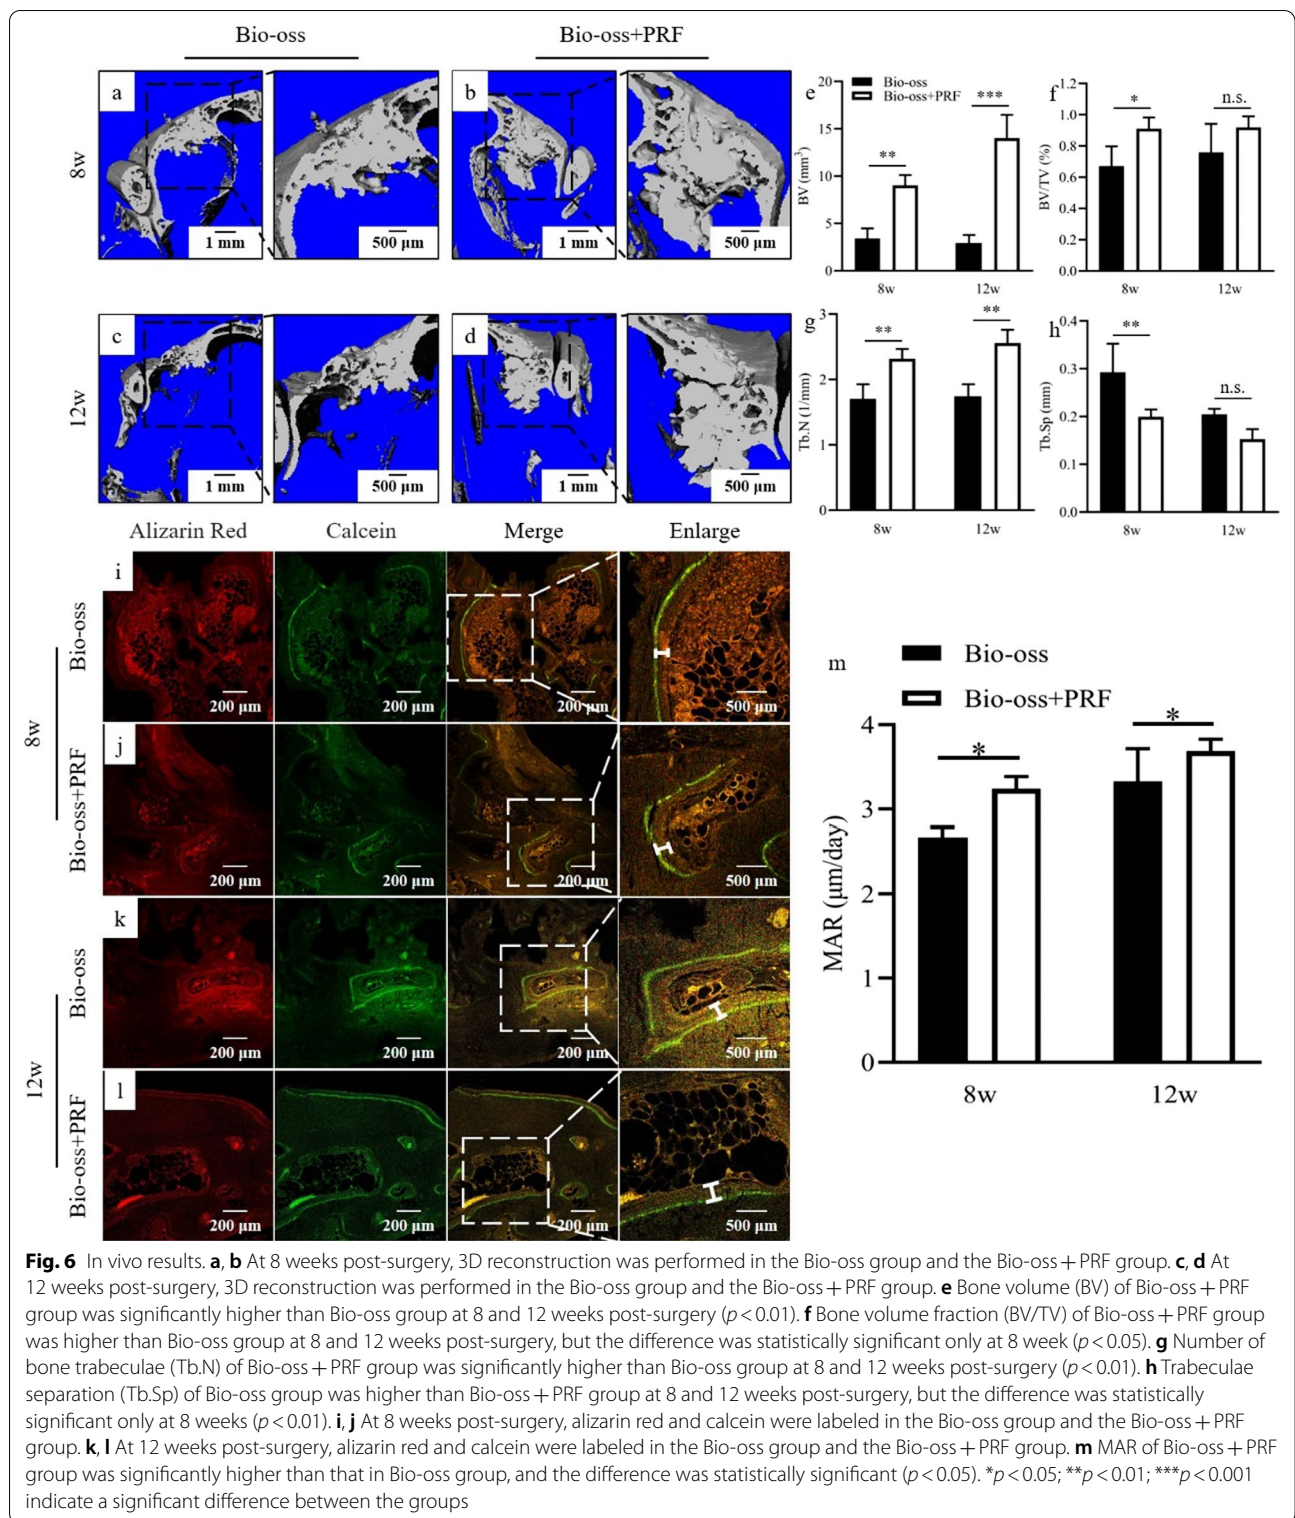 Bio-oss
Bio-oss+PRF
8w
a
1 mm
500 µm
b
1 mm
500 µm
12w
c
1 mm
500 µm
d
1 mm
500 µm
e
Bio-oss
Bio-oss+PRF
BV (mm³)
20
15
10
5
0
**
***
8w
12w
f
BV/TV (%)
1.2
1.0
0.8
0.6
0.4
0.2
0.0
*
n.s.
8w
12w
g
Tb.N (1/mm)
3
2
1
0
**
**
8w
12w
h
Tb.Sp (mm)
0.4
0.3
0.2
0.1
0.0
**
n.s.
8w
12w
Alizarin Red
Calcein
Merge
Enlarge
8w
Bio-oss
i
200 µm
200 µm
200 µm
500 µm
Bio-oss+PRF
j
200 µm
200 µm
200 µm
500 µm
12w
Bio-oss
k
200 µm
200 µm
200 µm
500 µm
Bio-oss+PRF
l
200 µm
200 µm
200 µm
500 µm
m
Bio-oss
Bio-oss+PRF
MAR (µm/day)
4
3
2
1
0
*
*
8w
12w
Fig. 6 In vivo results. a, b At 8 weeks post-surgery, 3D reconstruction was performed in the Bio-oss group and the Bio-oss + PRF group. c, d At
12 weeks post-surgery, 3D reconstruction was performed in the Bio-oss group and the Bio-oss + PRF group. e Bone volume (BV) of Bio-oss + PRF
group was significantly higher than Bio-oss group at 8 and 12 weeks post-surgery (p < 0.01). f Bone volume fraction (BV/TV) of Bio-oss + PRF group
was higher than Bio-oss group at 8 and 12 weeks post-surgery, but the difference was statistically significant only at 8 week (p < 0.05). g Number of
bone trabeculae (Tb.N) of Bio-oss + PRF group was significantly higher than Bio-oss group at 8 and 12 weeks post-surgery (p < 0.01). h Trabeculae
separation (Tb.Sp) of Bio-oss group was higher than Bio-oss + PRF group at 8 and 12 weeks post-surgery, but the difference was statistically
significant only at 8 weeks (p < 0.01). i, j At 8 weeks post-surgery, alizarin red and calcein were labeled in the Bio-oss group and the Bio-oss + PRF
group. k, l At 12 weeks post-surgery, alizarin red and calcein were labeled in the Bio-oss group and the Bio-oss + PRF group. m MAR of Bio-oss + PRF
group was significantly higher than that in Bio-oss group, and the difference was statistically significant (p < 0.05). *p < 0.05; **p < 0.01; ***p < 0.001
indicate a significant difference between the groups